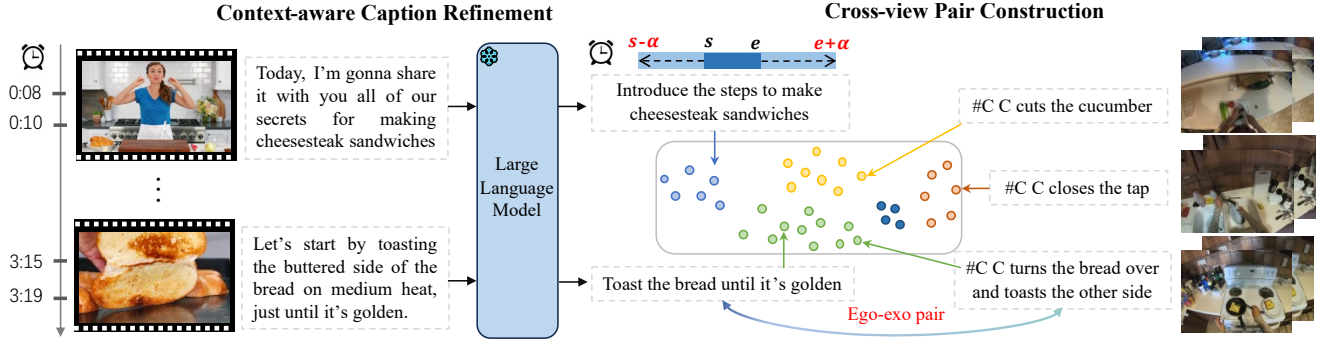 Context-aware Caption Refinement
Cross-view Pair Construction
0:08
0:10
3:15
3:19
Today, I'm gonna share
it with you all of our
secrets for making
cheesesteak sandwiches
Let's start by toasting
the buttered side of the
bread on medium heat,
just until it's golden.
Large
Language
Model
s-α
s
e
e+α
Introduce the steps to make
cheesesteak sandwiches
#C C cuts the cucumber
#C C closes the tap
Toast the bread until it's golden
#C C turns the bread over
and toasts the other side
Ego-exo pair